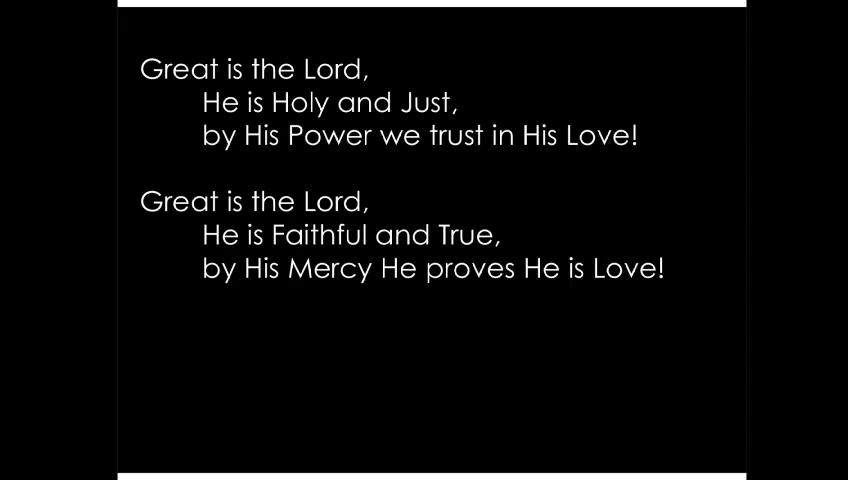 Great is the Lord,
He is Holy and Just,
by His Power we trust in His Love!
Great is the Lord,
He is Faithful and True,
by His Mercy He proves He is Love!